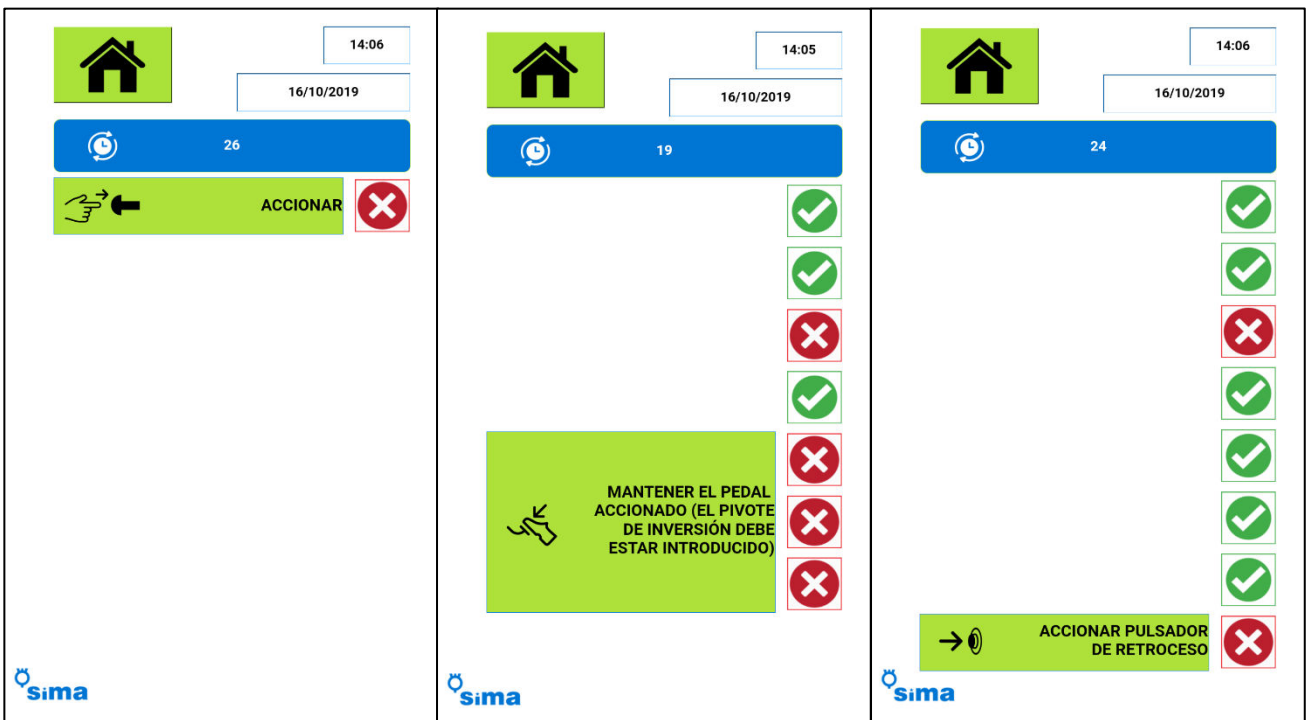 14:06
16/10/2019
26
ACCIONAR
sima
14:05
16/10/2019
19
MANTENER EL PEDAL
ACCIONADO (EL PIVOTE
DE INVERSIÓN DEBE
ESTAR INTRODUCIDO)
sima
14:06
16/10/2019
24
ACCIONAR PULSADOR
DE RETROCESO
sima